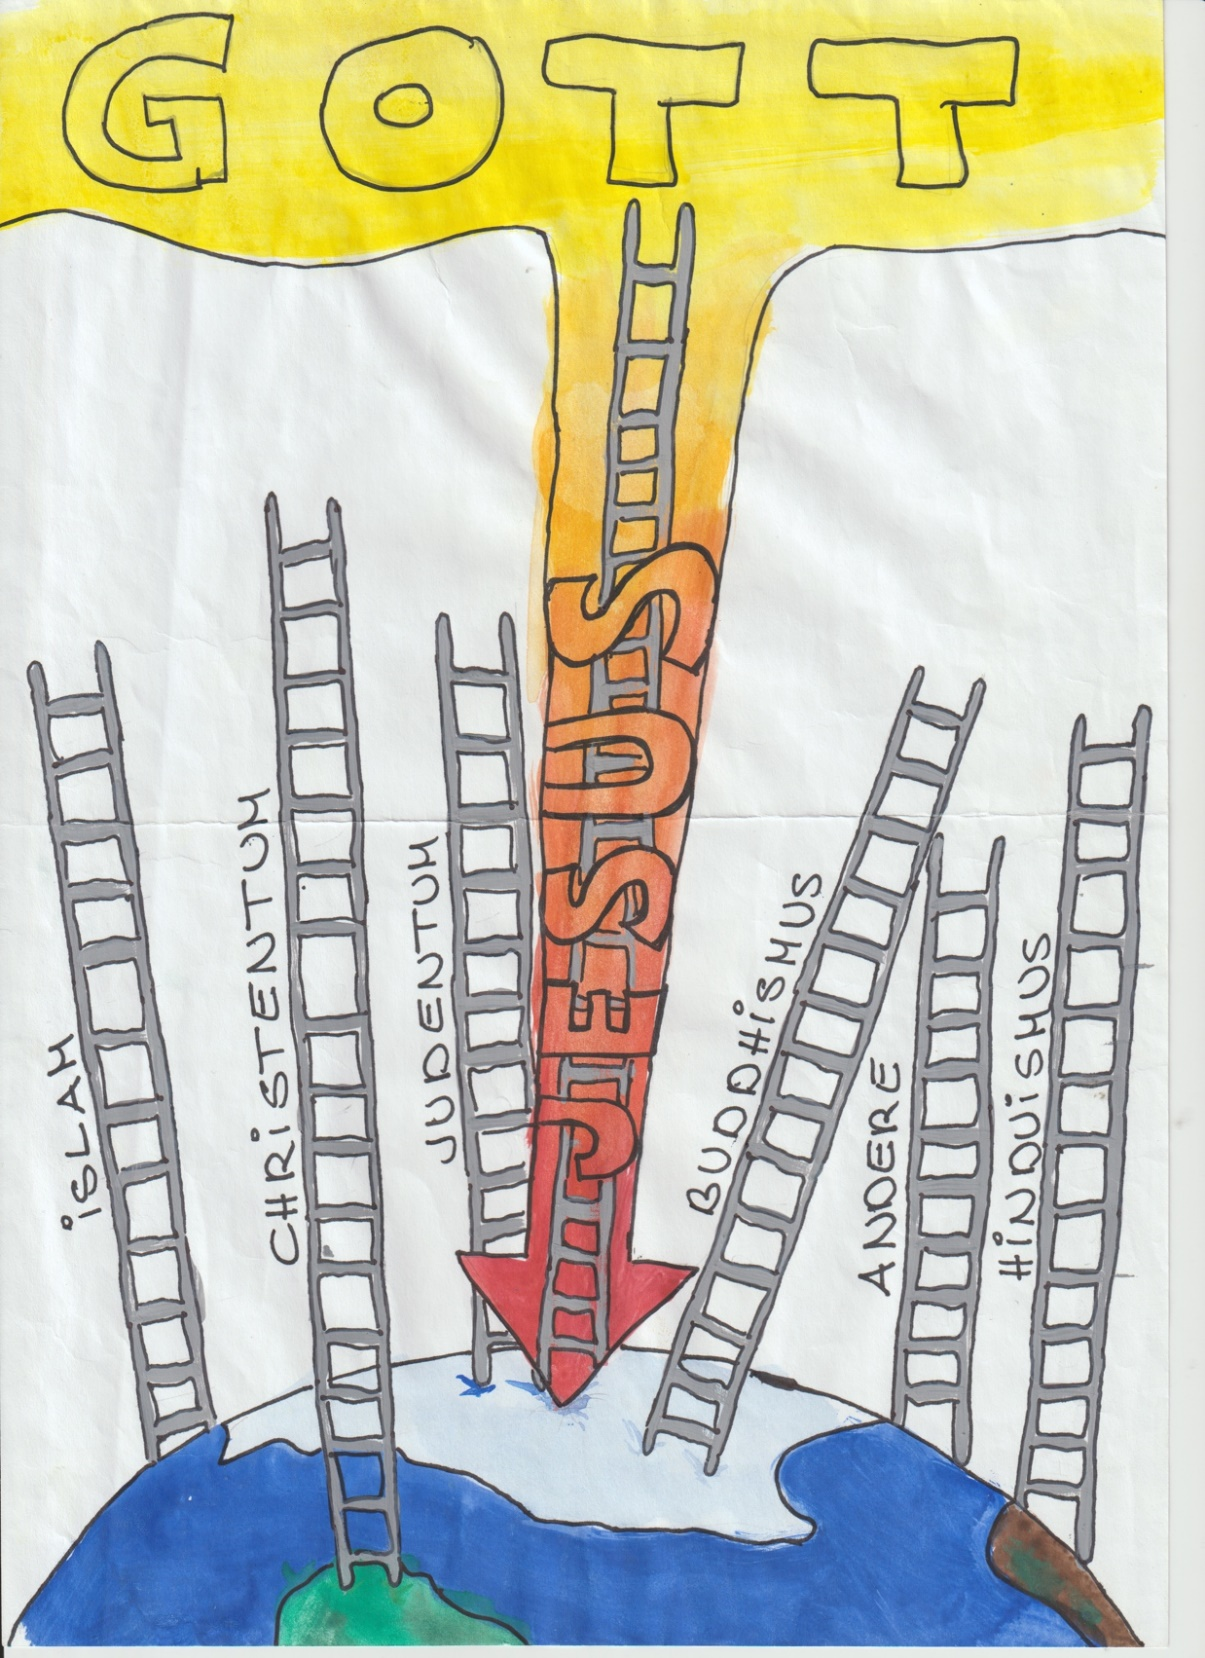 GOTT
JESUS
ISLAM
CHRISTENTUM
JUDENTUM
BUDDHISMUS
ANDERE
HINDUISMUS